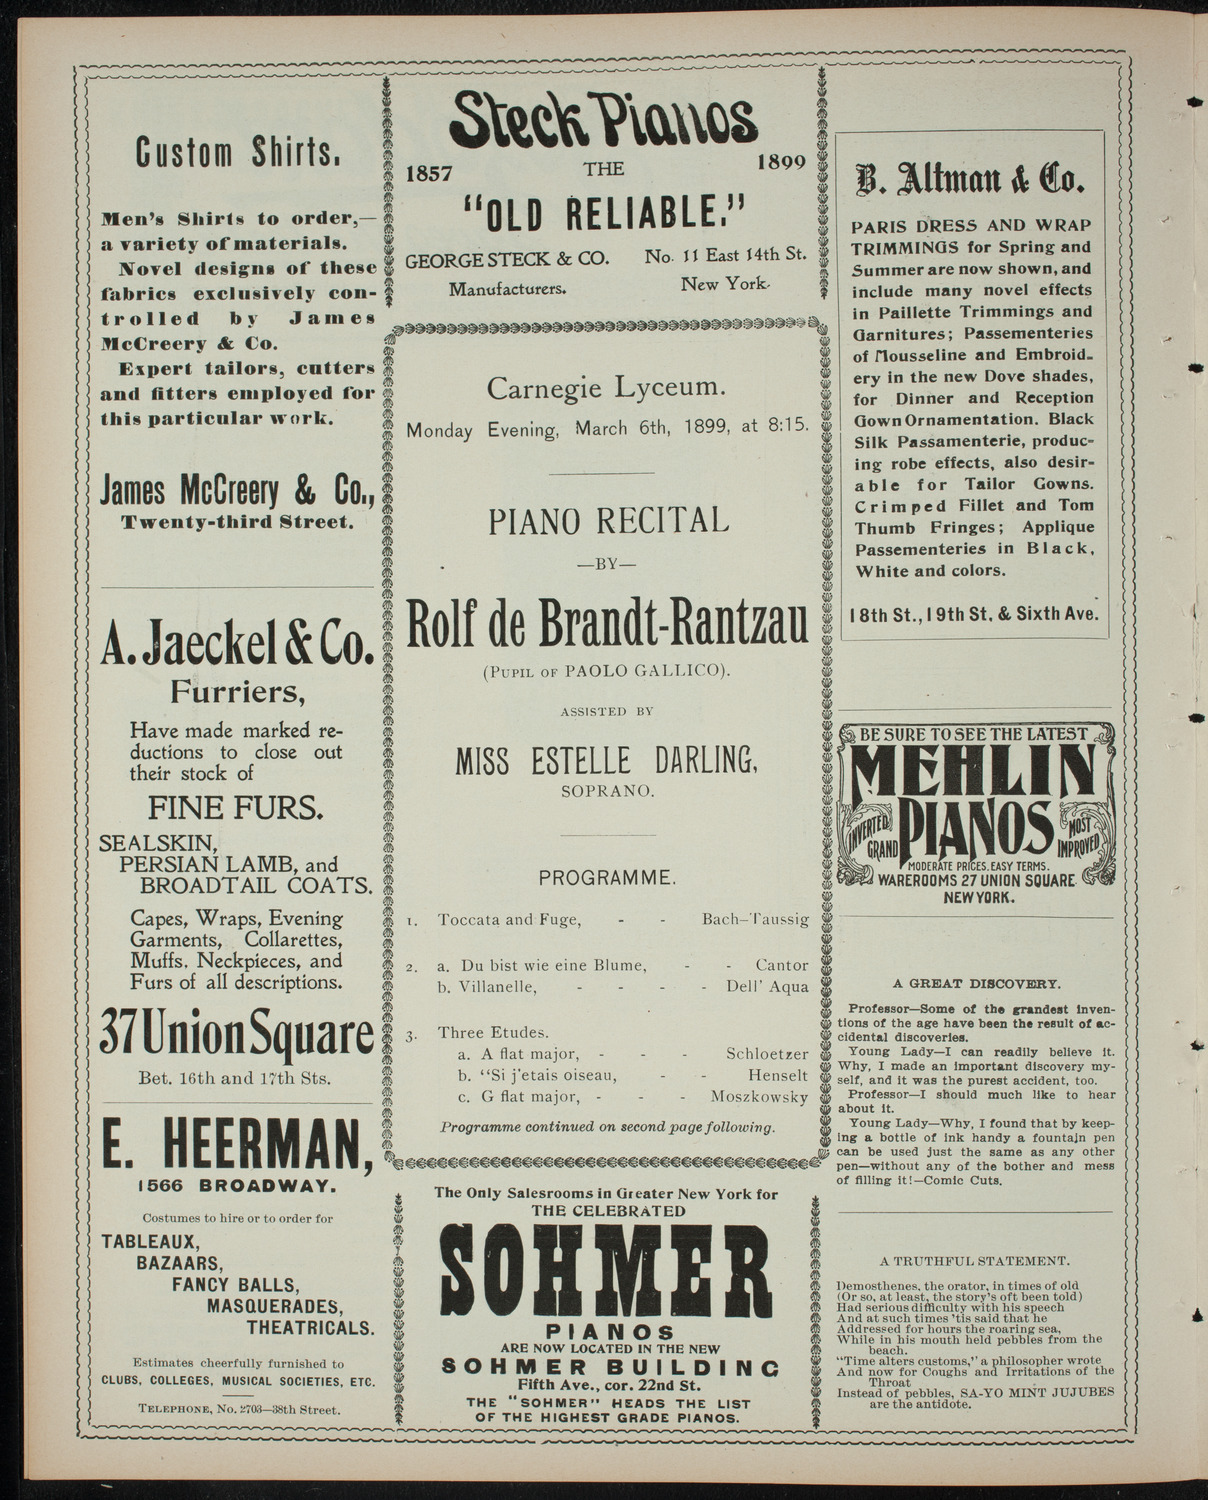 Custom Shirts.
Men's Shirts to order,—
a variety of materials.
Novel designs of these
fabrics exclusively con-
trolled by James
McCreery & Co.
Expert tailors, cutters
and fitters employed for
this particular work.
James McCreery & Co.,
Twenty-third Street.
A. Jaeckel & Co.
Furriers,
Have made marked re-
ductions to close out
their stock of
FINE FURS.
SEALSKIN,
PERSIAN LAMB, and
BROADTAIL COATS.
Capes, Wraps, Evening
Garments, Collarettes,
Muffs, Neckpieces, and
Furs of all descriptions.
37 Union Square
Bet. 16th and 17th Sts.
E. HEERMAN,
1566 BROADWAY.
Costumes to hire or to order for
TABLEAUX,
BAZAARS,
FANCY BALLS,
MASQUERADES,
THEATRICALS.
Estimates cheerfully furnished to
CLUBS, COLLEGES, MUSICAL SOCIETIES, ETC.
TELEPHONE, No. 2703—38th Street.
Steck Pianos
1857 THE 1899
"OLD RELIABLE."
GEORGE STECK & CO. No. 11 East 14th St.
Manufacturers. New York.
Carnegie Lyceum.
Monday Evening, March 6th, 1899, at 8:15.
PIANO RECITAL
—BY—
Rolf de Brandt-Rantzau
(PUPIL OF PAOLO GALLICO).
ASSISTED BY
MISS ESTELLE DARLING,
SOPRANO.
PROGRAMME.
1. Toccata and Fuge, - - Bach–Taussig
2. a. Du bist wie eine Blume, - - Cantor
b. Villanelle, - - - - Dell' Aqua
3. Three Etudes.
a. A flat major, - - - Schloetzer
b. "Si j'etais oiseau, - - Henselt
c. G flat major, - - - Moszkowsky
Programme continued on second page following.
The Only Salesrooms in Greater New York for
THE CELEBRATED
SOHMER
PIANOS
ARE NOW LOCATED IN THE NEW
SOHMER BUILDING
Fifth Ave., cor. 22nd St.
THE "SOHMER" HEADS THE LIST
OF THE HIGHEST GRADE PIANOS.
B. Altman & Co.
PARIS DRESS AND WRAP
TRIMMINGS for Spring and
Summer are now shown, and
include many novel effects
in Paillette Trimmings and
Garnitures; Passementeries
of Mousseline and Embroid-
ery in the new Dove shades,
for Dinner and Reception
Gown Ornamentation. Black
Silk Passamenterie, produc-
ing robe effects, also desir-
able for Tailor Gowns.
Crimped Fillet and Tom
Thumb Fringes; Applique
Passementeries in Black,
White and colors.
18th St., 19th St. & Sixth Ave.
BE SURE TO SEE THE LATEST
MEHLIN
INVERTED GRAND PIANOS MOST IMPROVED
MODERATE PRICES. EASY TERMS.
WAREROOMS 27 UNION SQUARE
NEW YORK.
A GREAT DISCOVERY.
Professor—Some of the grandest inven-
tions of the age have been the result of ac-
cidental discoveries.
Young Lady—I can readily believe it.
Why, I made an important discovery my-
self, and it was the purest accident, too.
Professor—I should much like to hear
about it.
Young Lady—Why, I found that by keep-
ing a bottle of ink handy a fountain pen
can be used just the same as any other
pen—without any of the bother and mess
of filling it!—Comic Cuts.
A TRUTHFUL STATEMENT.
Demosthenes, the orator, in times of old
(Or so, at least, the story's oft been told)
Had serious difficulty with his speech
And at such times 'tis said that he
Addressed for hours the roaring sea,
While in his mouth held pebbles from the
beach.
"Time alters customs," a philosopher wrote
And now for Coughs and Irritations of the
Throat
Instead of pebbles, SA-YO MINT JUJUBES
are the antidote.